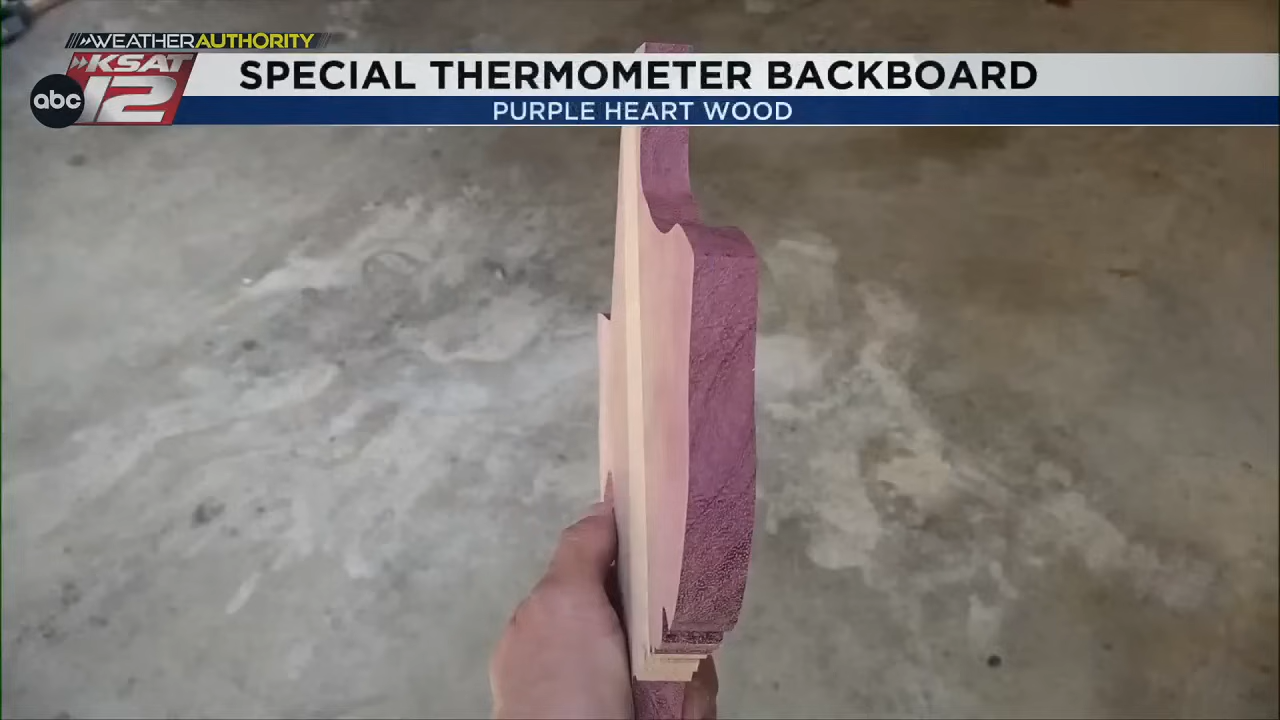 WEATHERAUTHORITY
KSAT
abc 12
SPECIAL THERMOMETER BACKBOARD
PURPLE HEART WOOD